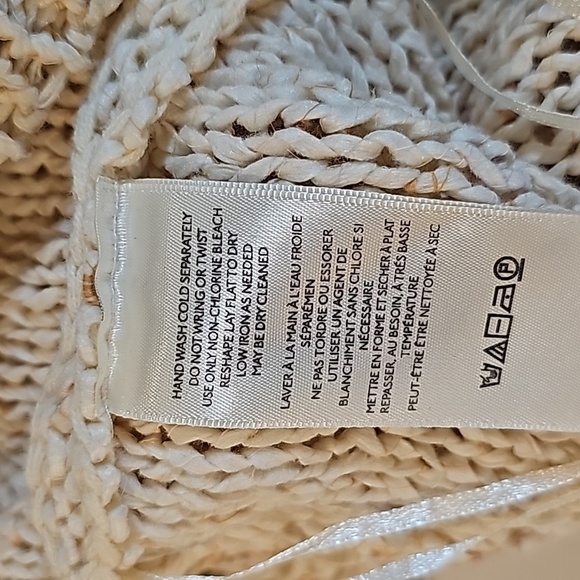 HAND WASH COLD SEPARATELY
DO NOT WRING OR TWIST
USE ONLY NON-CHLORINE BLEACH
RESHAPE LAY FLAT TO DRY
LOW IRON AS NEEDED
MAY BE DRY CLEANED
LAVER À LA MAIN À L'EAU FROIDE
SÉPARÉMEN
NE PAS TORDRE OU ESSORER
UTILISER UN AGENT DE
BLANCHIMENT SANS CHLORE SI
NÉCESSAIRE
METTRE EN FORME ET SECHER A PLAT
REPASSER, AU BESOIN, À TRÈS BASSE
TEMPÉRATURE
PEUT-ÊTRE ÊTRE NETTOYÉE À SEC
P